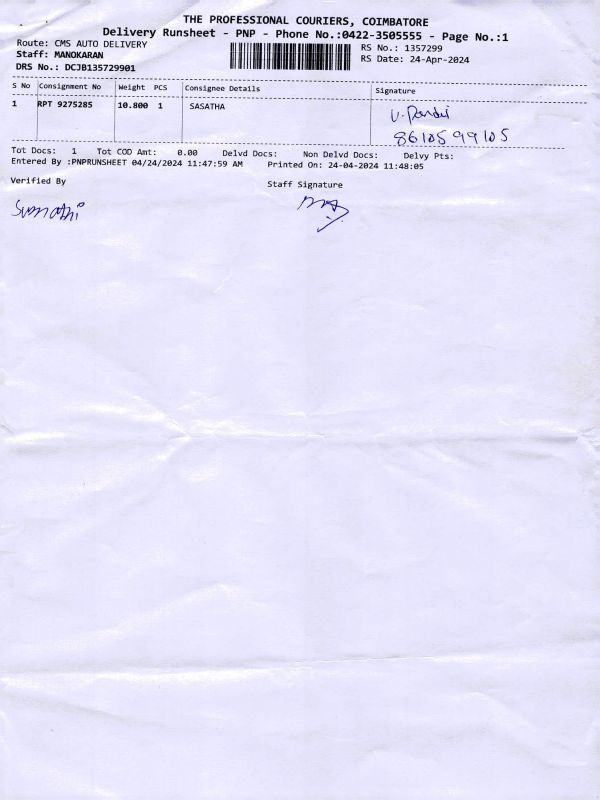 THE PROFESSIONAL COURIERS, COIMBATORE
Delivery Runsheet - PNP - Phone No.:0422-3505555 - Page No.:1
Route: CMS AUTO DELIVERY
RS No.: 1357299
Staff: MANOKARAN
RS Date: 24-Apr-2024
DRS No.: DCJB135729901
S No Consignment No Weight PCS Consignee Details Signature
1 RPT 9275285 10.800 1 SASATHA
8610599105
Tot Docs: 1 Tot COD Amt: 0.00 Delvd Docs: Non Delvd Docs: Delvy Pts:
Entered By :PNPRUNSHEET 04/24/2024 11:47:59 AM Printed On: 24-04-2024 11:48:05
Verified By
Staff Signature